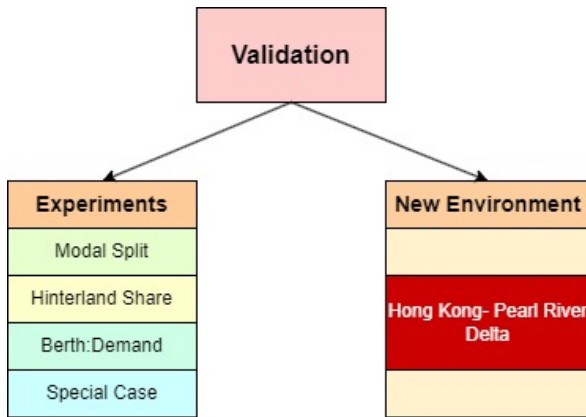 Validation
Experiments
Modal Split
Hinterland Share
Berth:Demand
Special Case
New Environment
Hong Kong- Pearl River
Delta